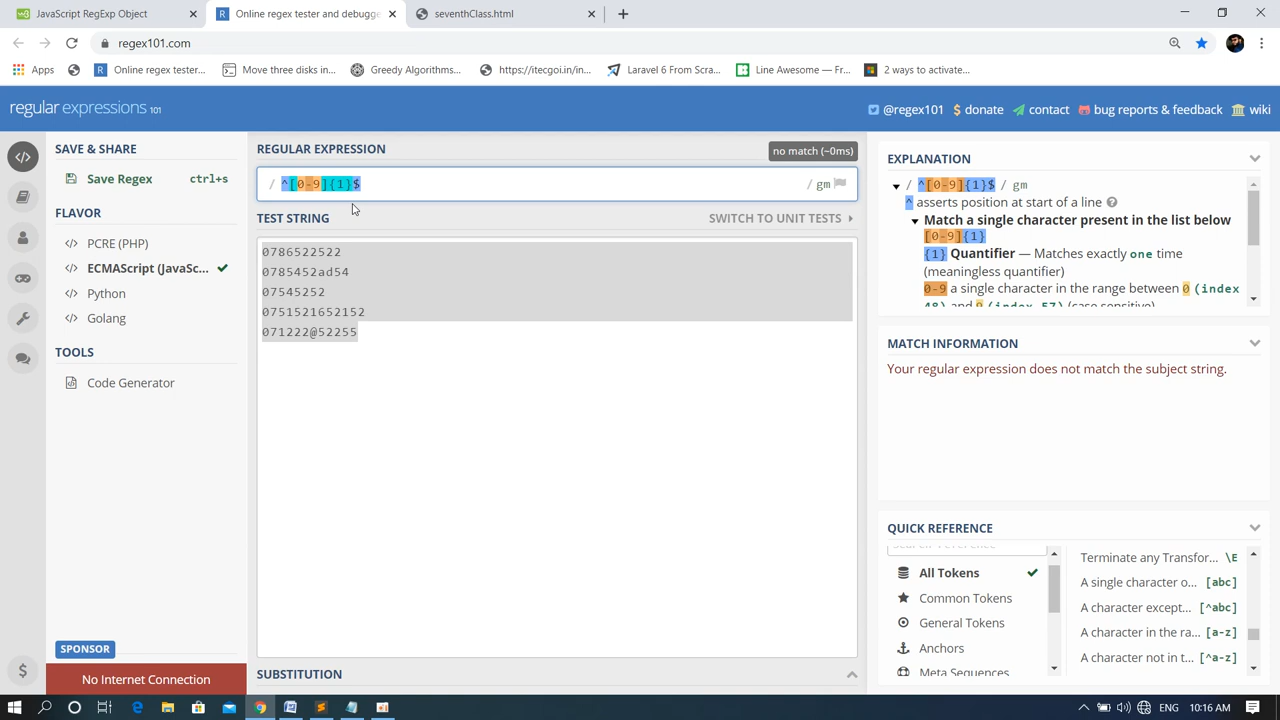 JavaScript RegExp Object
Online regex tester and debugge
seventhClass.html
regex101.com
Apps
Online regex tester...
Move three disks in...
Greedy Algorithms...
https://itecgoi.in/in...
Laravel 6 From Scra...
Line Awesome — Fr...
2 ways to activate...
regular expressions 101
@regex101
$ donate
contact
bug reports & feedback
wiki
SAVE & SHARE
Save Regex ctrl+s
FLAVOR
</> PCRE (PHP)
</> ECMAScript (JavaSc...
</> Python
</> Golang
TOOLS
Code Generator
SPONSOR
No Internet Connection
REGULAR EXPRESSION
no match (~0ms)
/ ^[0-9]{1}$ / gm
TEST STRING
SWITCH TO UNIT TESTS
0786522522
0785452ad54
07545252
0751521652152
071222@52255
SUBSTITUTION
EXPLANATION
/ ^[0-9]{1}$ / gm
^ asserts position at start of a line
Match a single character present in the list below
[0-9]{1}
{1} Quantifier — Matches exactly one time
(meaningless quantifier)
0-9 a single character in the range between 0 (index
48) and 9 (index 57) (case sensitive)
MATCH INFORMATION
Your regular expression does not match the subject string.
QUICK REFERENCE
All Tokens
Common Tokens
General Tokens
Anchors
Meta Sequences
Terminate any Transfor... \E
A single character o... [abc]
A character except... [^abc]
A character in the ra... [a-z]
A character not in t... [^a-z]
ENG
10:16 AM